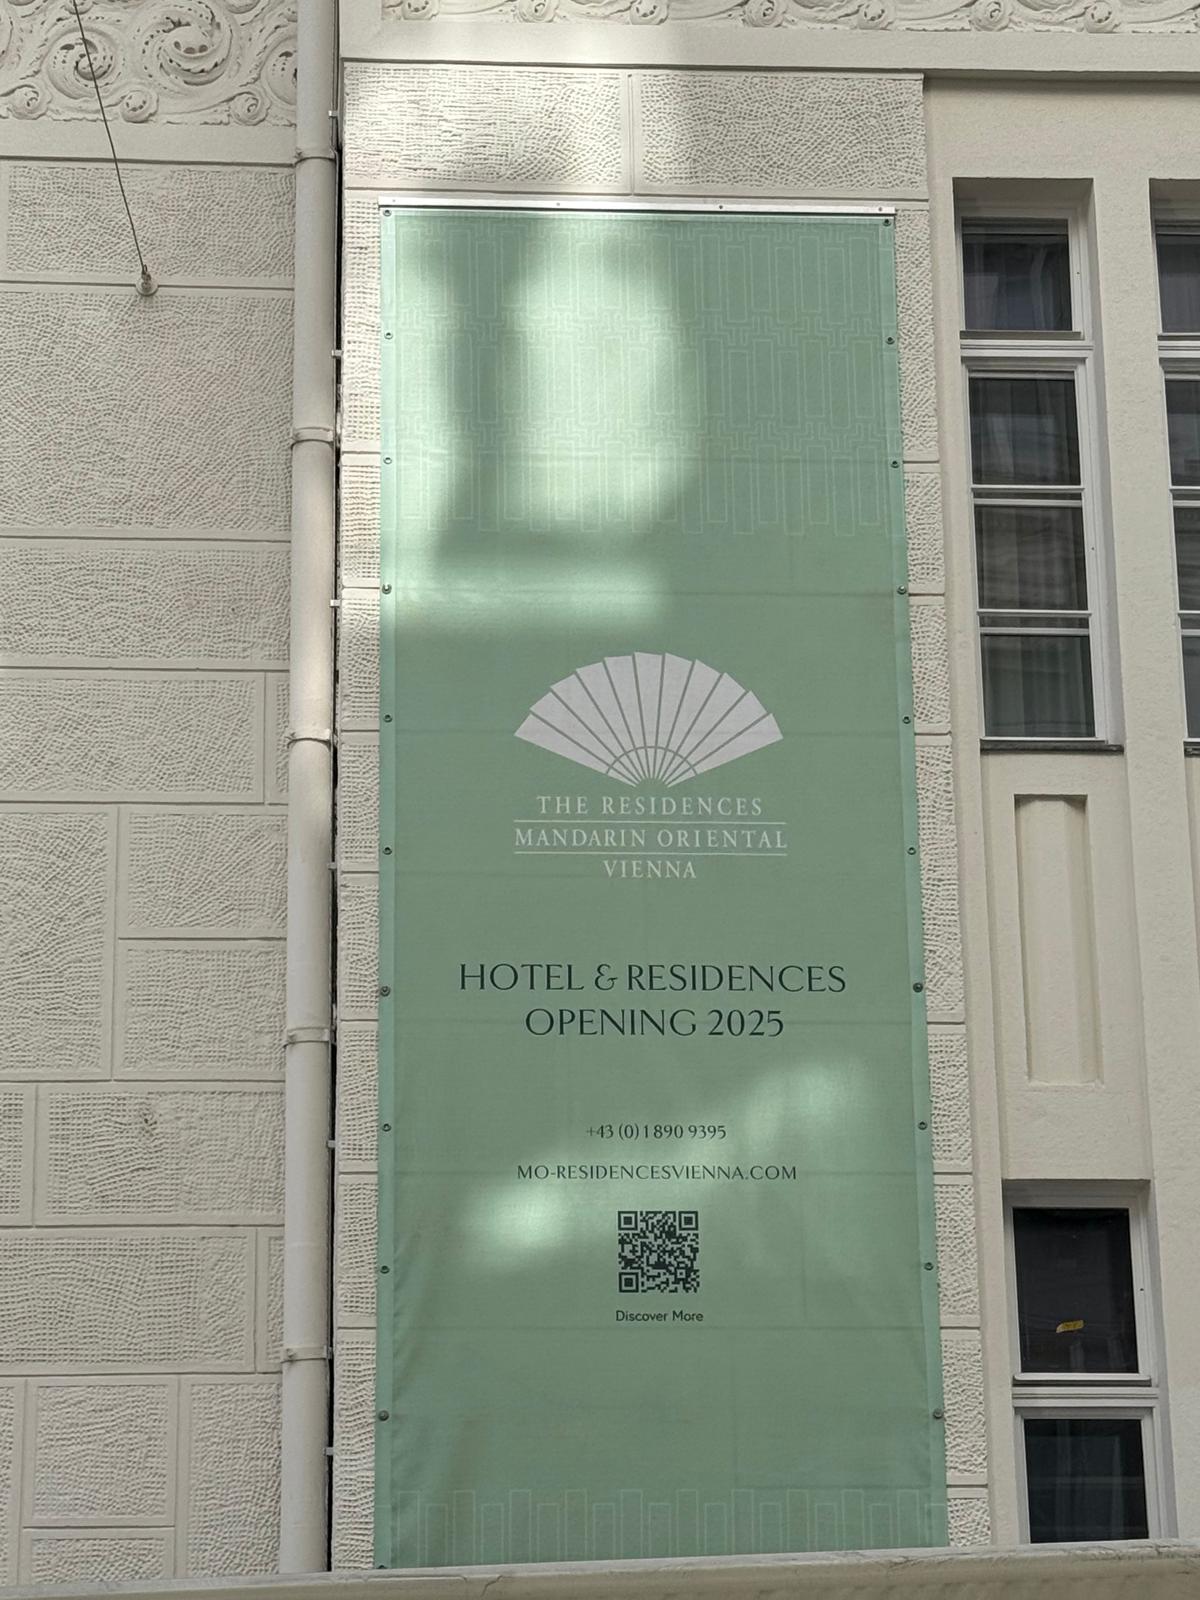 THE RESIDENCES
MANDARIN ORIENTAL
VIENNA
HOTEL & RESIDENCES
OPENING 2025
+43 (0) 1 890 9395
MO-RESIDENCESVIENNA.COM
Discover More